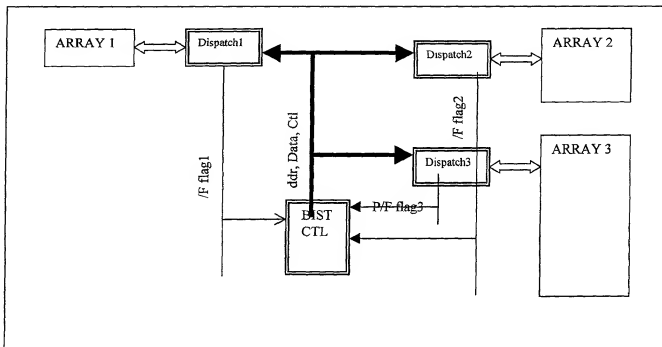 ARRAY 1
Dispatch1
Dispatch2
ARRAY 2
/F flag1
ddr, Data, Ctl
/F flag2
Dispatch3
ARRAY 3
P/F flag3
BIST
CTL